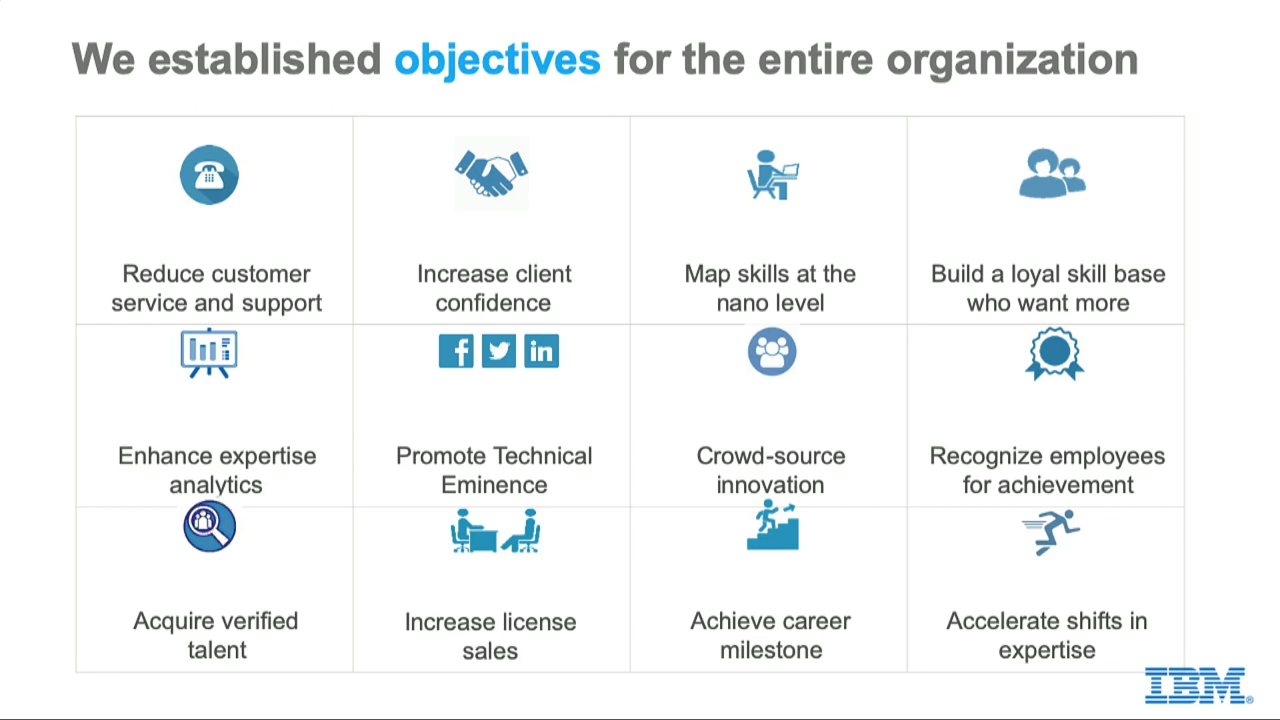 We established objectives for the entire organization
Reduce customer
service and support
Increase client
confidence
Map skills at the
nano level
Build a loyal skill base
who want more
Enhance expertise
analytics
Promote Technical
Eminence
Crowd-source
innovation
Recognize employees
for achievement
Acquire verified
talent
Increase license
sales
Achieve career
milestone
Accelerate shifts in
expertise
IBM®